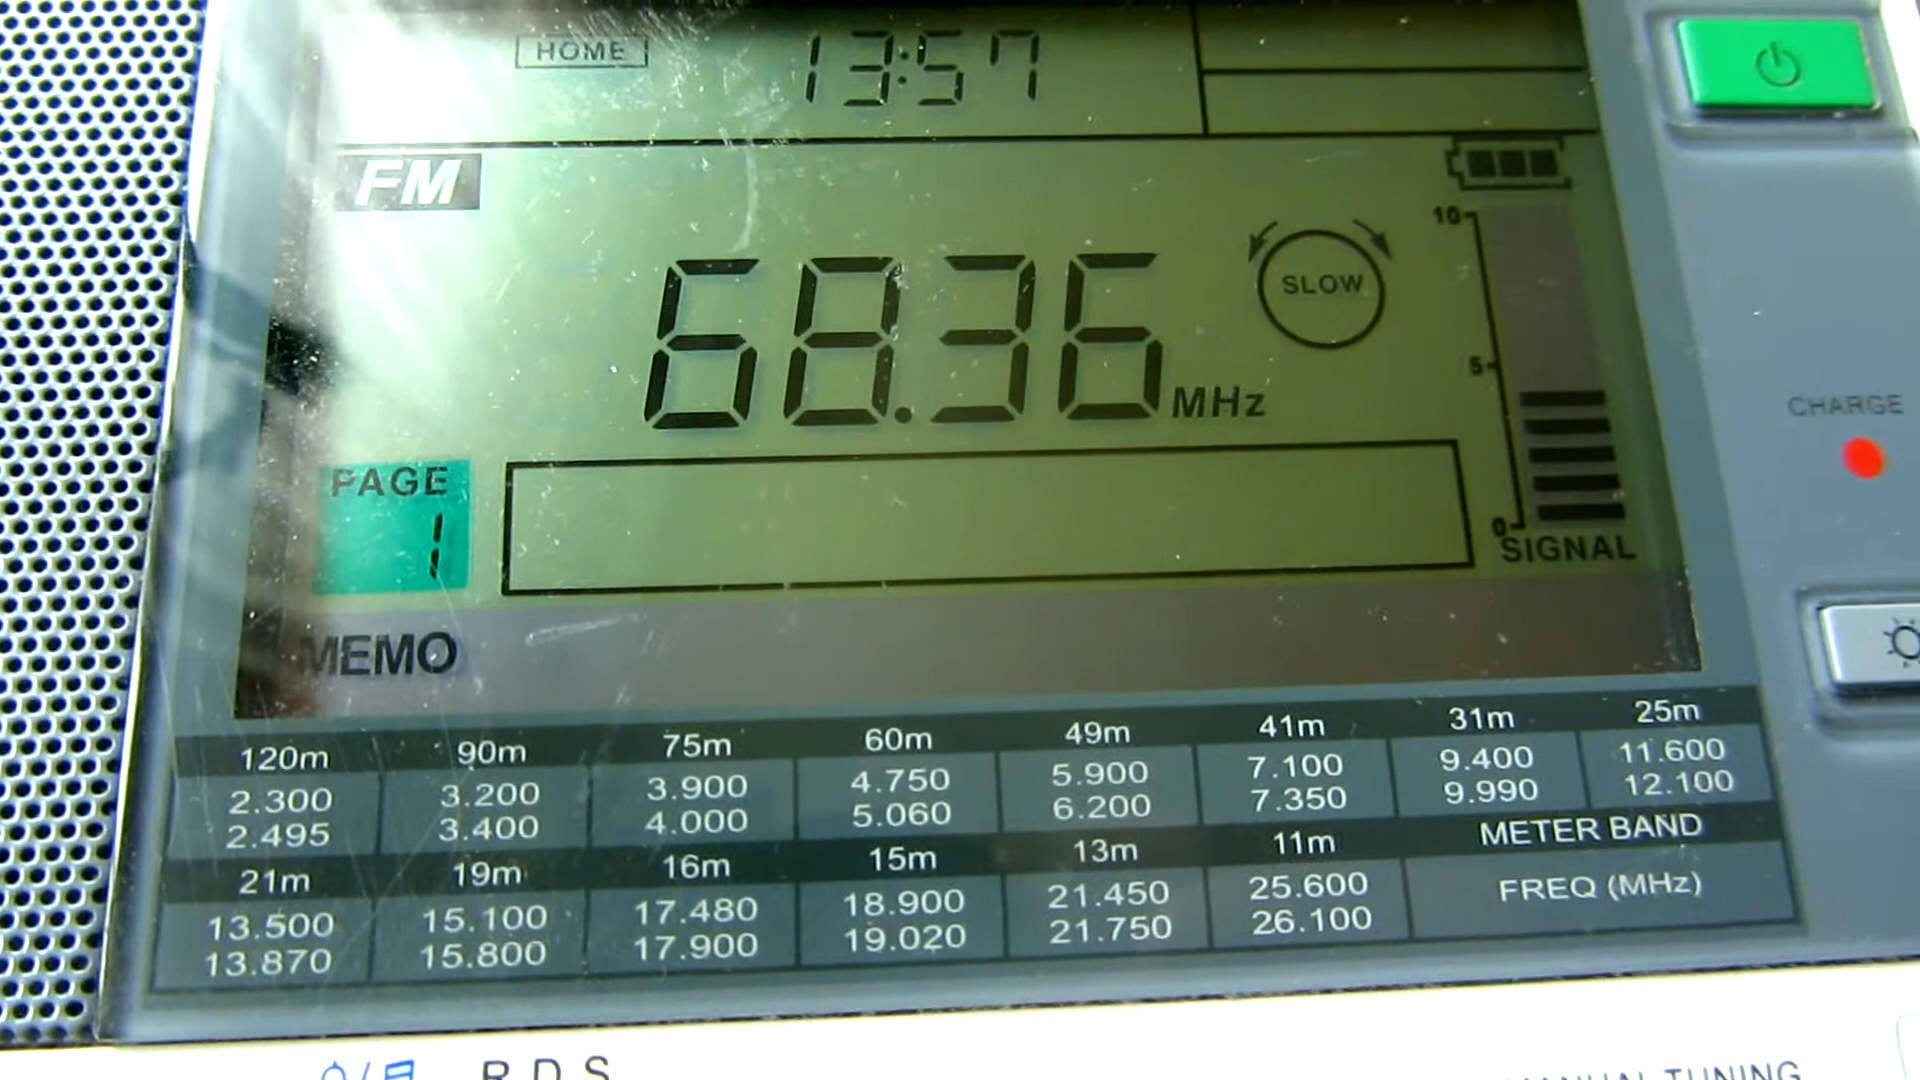 HOME 13:57
FM
10
SLOW
68.36 MHz
5
PAGE
1
0
SIGNAL
CHARGE
MEMO
120m 90m 75m 60m 49m 41m 31m 25m
2.300 3.200 3.900 4.750 5.900 7.100 9.400 11.600
2.495 3.400 4.000 5.060 6.200 7.350 9.990 12.100
21m 19m 16m 15m 13m 11m METER BAND
13.500 15.100 17.480 18.900 21.450 25.600 FREQ (MHz)
13.870 15.800 17.900 19.020 21.750 26.100
RDS
MANUAL TUNING